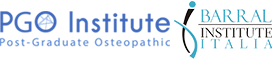 PGO Institute
Post-Graduate Osteopathic
BARRAL
INSTITUTE
ITALIA